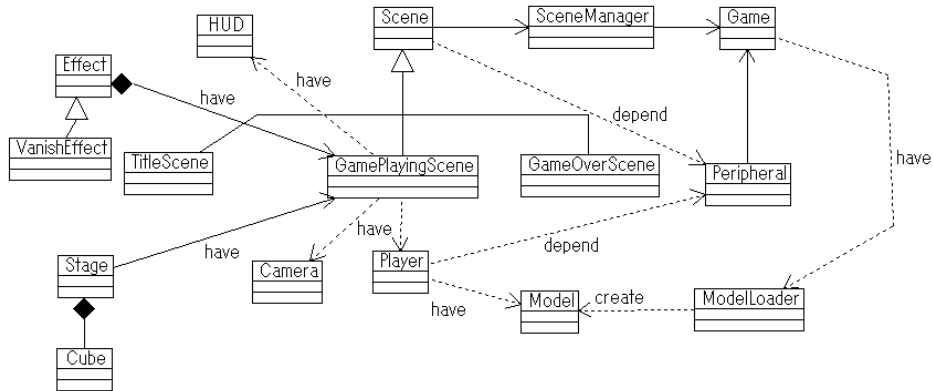 Scene
SceneManager
Game
HUD
Effect
have
have
depend
VanishEffect
TitleScene
GamePlayingScene
GameOverScene
Peripheral
have
have
have
depend
Stage
Camera
Player
have
Model
create
ModelLoader
Cube